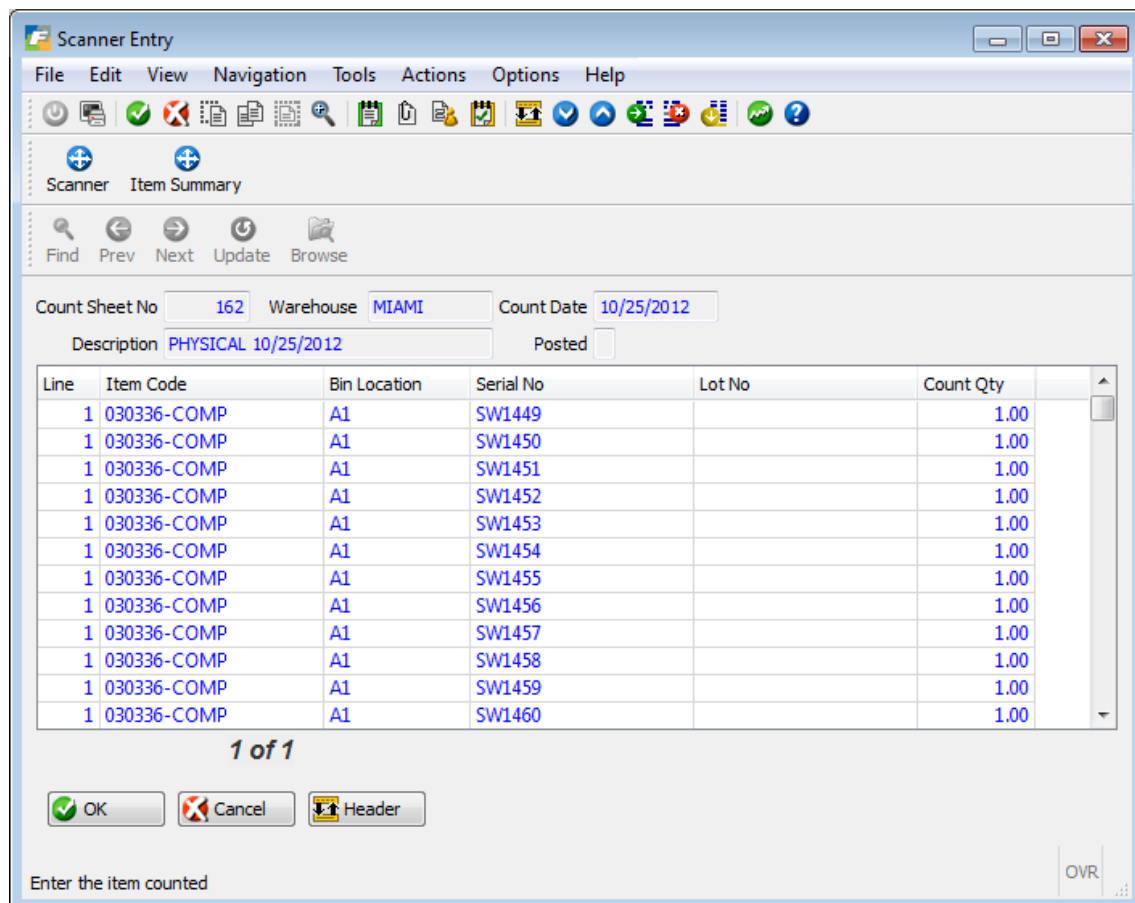 Scanner Entry
File Edit View Navigation Tools Actions Options Help
Scanner Item Summary
Find Prev Next Update Browse
Count Sheet No 162 Warehouse MIAMI Count Date 10/25/2012
Description PHYSICAL 10/25/2012 Posted
Line Item Code Bin Location Serial No Lot No Count Qty
1 030336-COMP A1 SW1449 1.00
1 030336-COMP A1 SW1450 1.00
1 030336-COMP A1 SW1451 1.00
1 030336-COMP A1 SW1452 1.00
1 030336-COMP A1 SW1453 1.00
1 030336-COMP A1 SW1454 1.00
1 030336-COMP A1 SW1455 1.00
1 030336-COMP A1 SW1456 1.00
1 030336-COMP A1 SW1457 1.00
1 030336-COMP A1 SW1458 1.00
1 030336-COMP A1 SW1459 1.00
1 030336-COMP A1 SW1460 1.00
1 of 1
OK Cancel Header
Enter the item counted
OVR